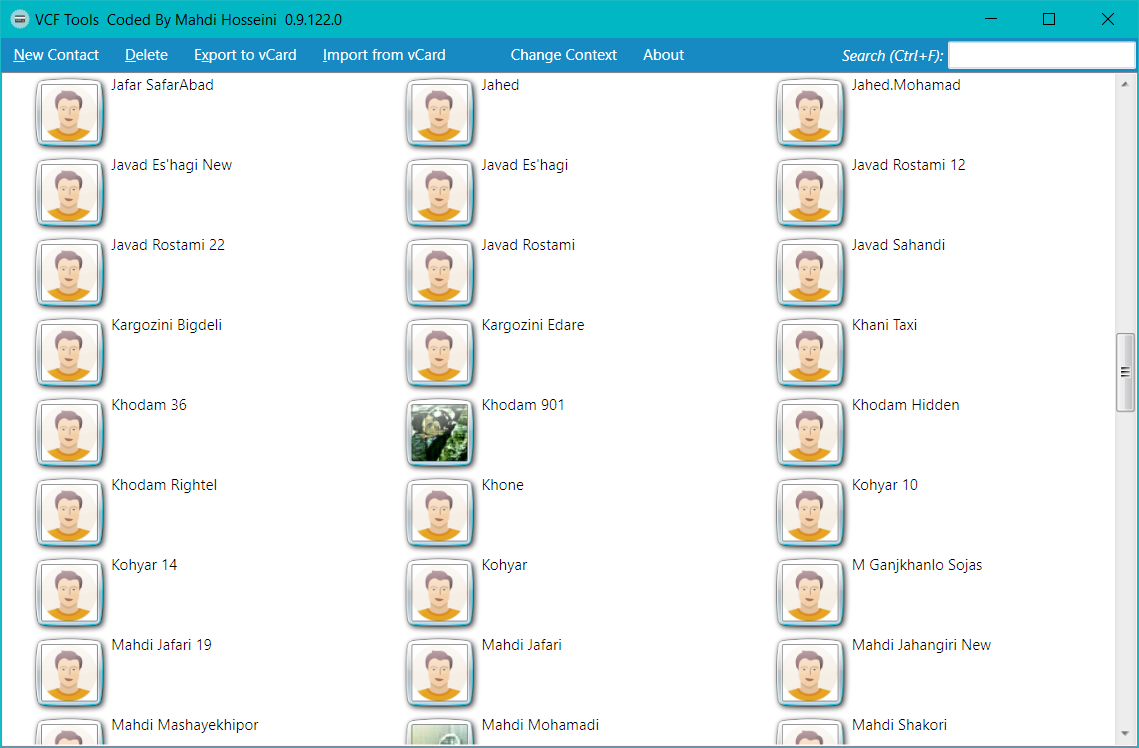 VCF Tools  Coded By Mahdi Hosseini  0.9.122.0
New Contact Delete Export to vCard Import from vCard Change Context About Search (Ctrl+F):
Jafar SafarAbad Jahed Jahed.Mohamad
Javad Es'hagi New Javad Es'hagi Javad Rostami 12
Javad Rostami 22 Javad Rostami Javad Sahandi
Kargozini Bigdeli Kargozini Edare Khani Taxi
Khodam 36 Khodam 901 Khodam Hidden
Khodam Rightel Khone Kohyar 10
Kohyar 14 Kohyar M Ganjkhanlo Sojas
Mahdi Jafari 19 Mahdi Jafari Mahdi Jahangiri New
Mahdi Mashayekhipor Mahdi Mohamadi Mahdi Shakori